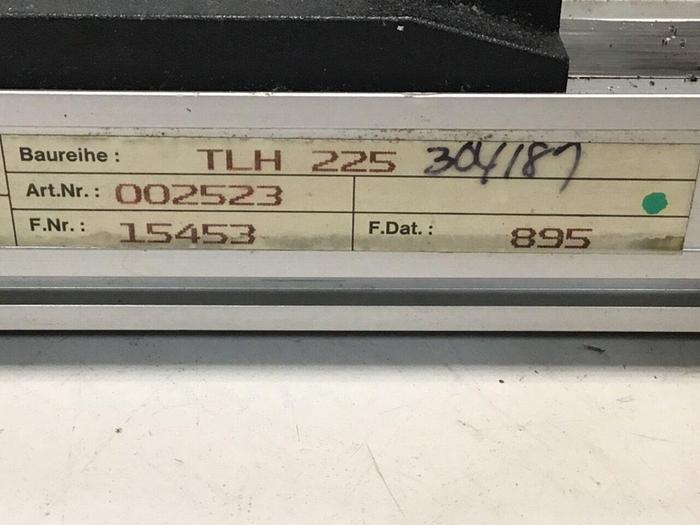 Baureihe : TLH 225 304187
Art.Nr. : 002523
F.Nr. : 15453 F.Dat. : 895